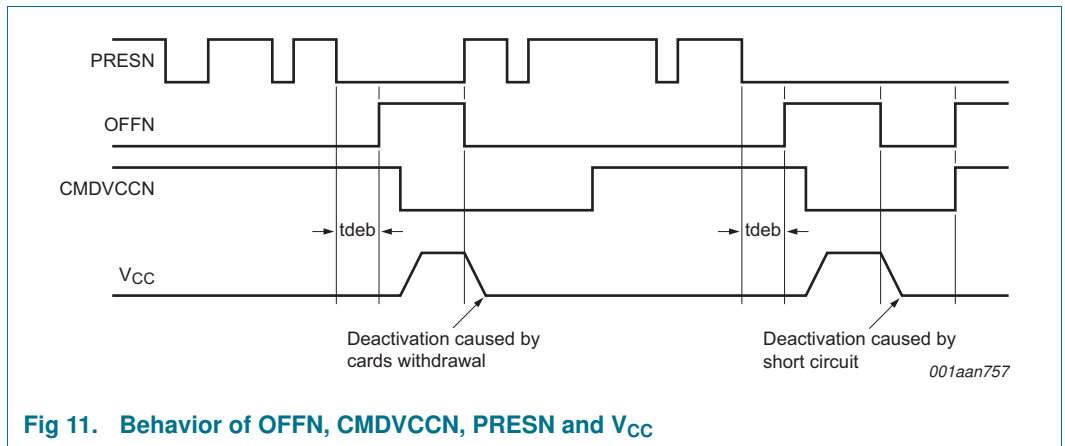 PRESN
OFFN
CMDVCCN
tdeb
tdeb
VCC
Deactivation caused by
cards withdrawal
Deactivation caused by
short circuit
001aan757
Fig 11. Behavior of OFFN, CMDVCCN, PRESN and VCC